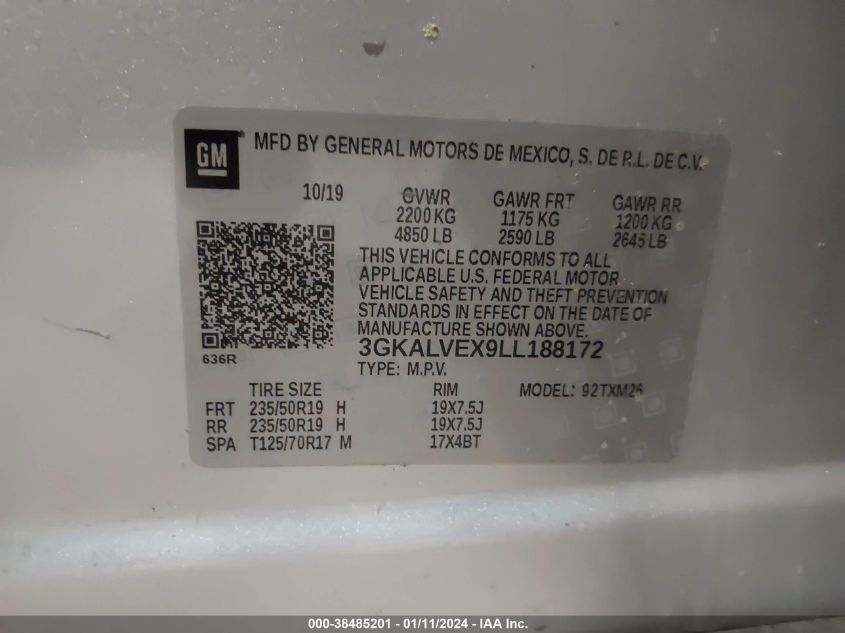 GM MFD BY GENERAL MOTORS DE MEXICO, S. DE R.L. DE C.V.
10/19 GVWR GAWR FRT GAWR RR
2200 KG 1175 KG 1200 KG
4850 LB 2590 LB 2645 LB
THIS VEHICLE CONFORMS TO ALL
APPLICABLE U.S. FEDERAL MOTOR
VEHICLE SAFETY AND THEFT PREVENTION
STANDARDS IN EFFECT ON THE DATE OF
MANUFACTURE SHOWN ABOVE.
636R 3GKALVEX9LL188172
TYPE: M.P.V.
TIRE SIZE RIM MODEL: 92TXM26
FRT 235/50R19 H 19X7.5J
RR 235/50R19 H 19X7.5J
SPA T125/70R17 M 17X4BT
000-38485201 - 01/11/2024 - IAA Inc.